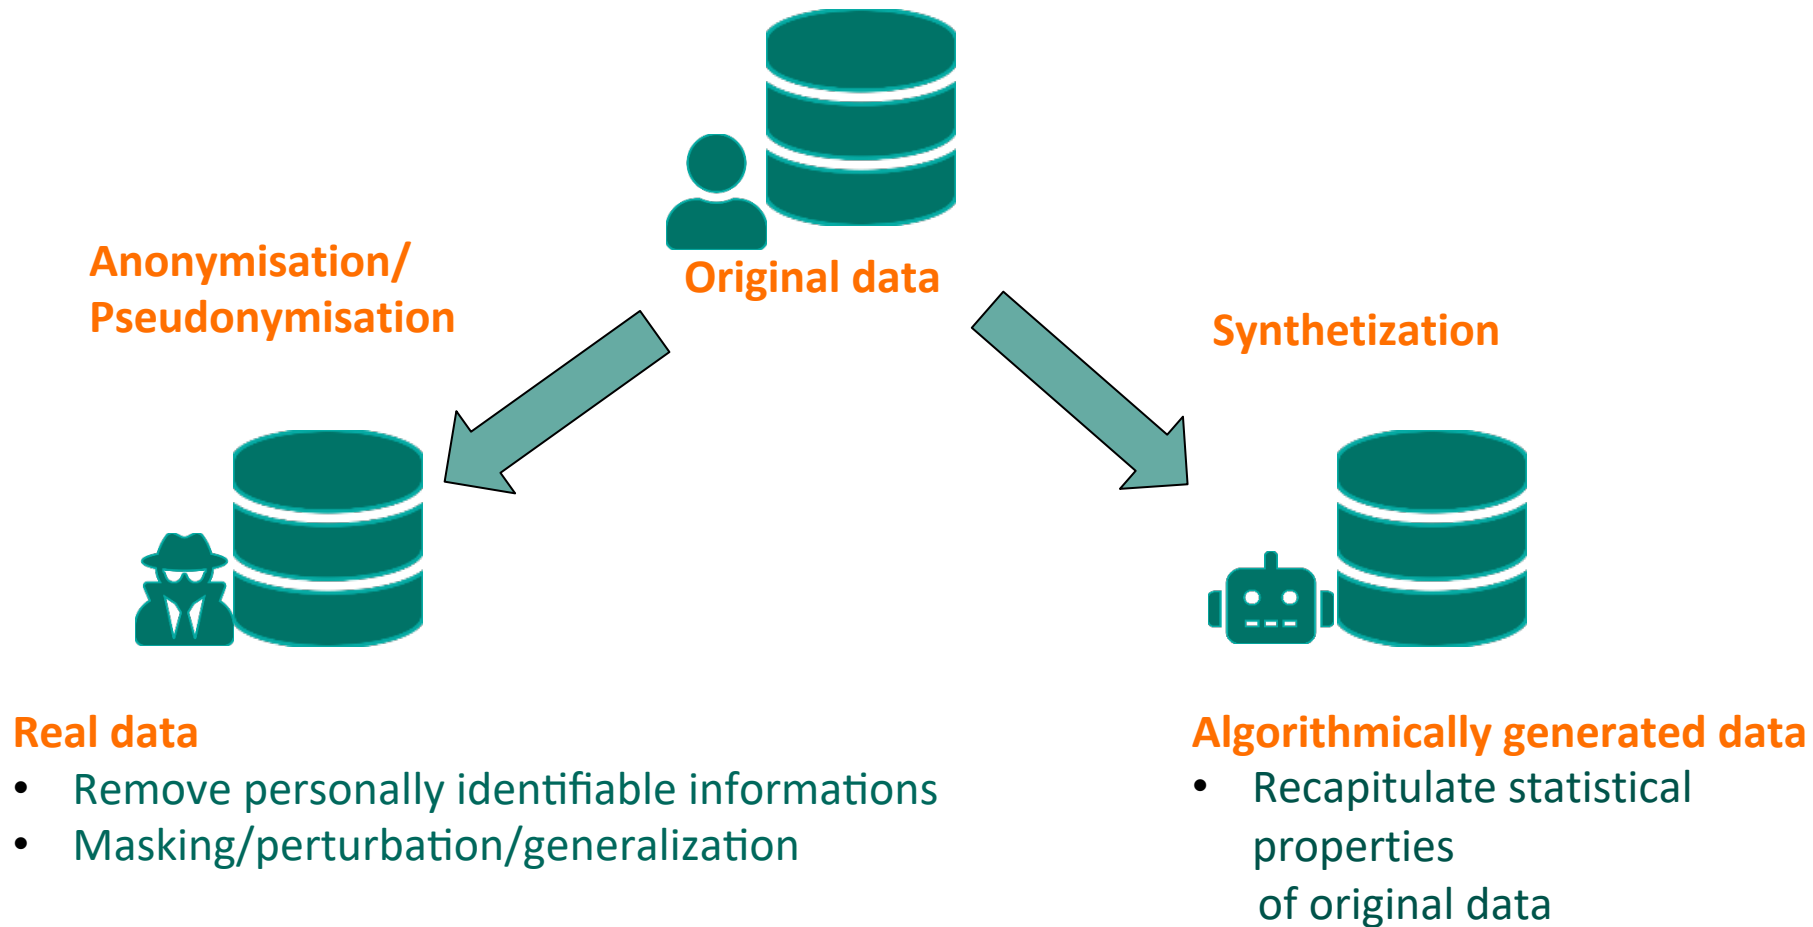 Original data
Anonymisation/
Pseudonymisation
Synthetization
Real data
• Remove personally identifiable informations
• Masking/perturbation/generalization
Algorithmically generated data
• Recapitulate statistical
properties
of original data